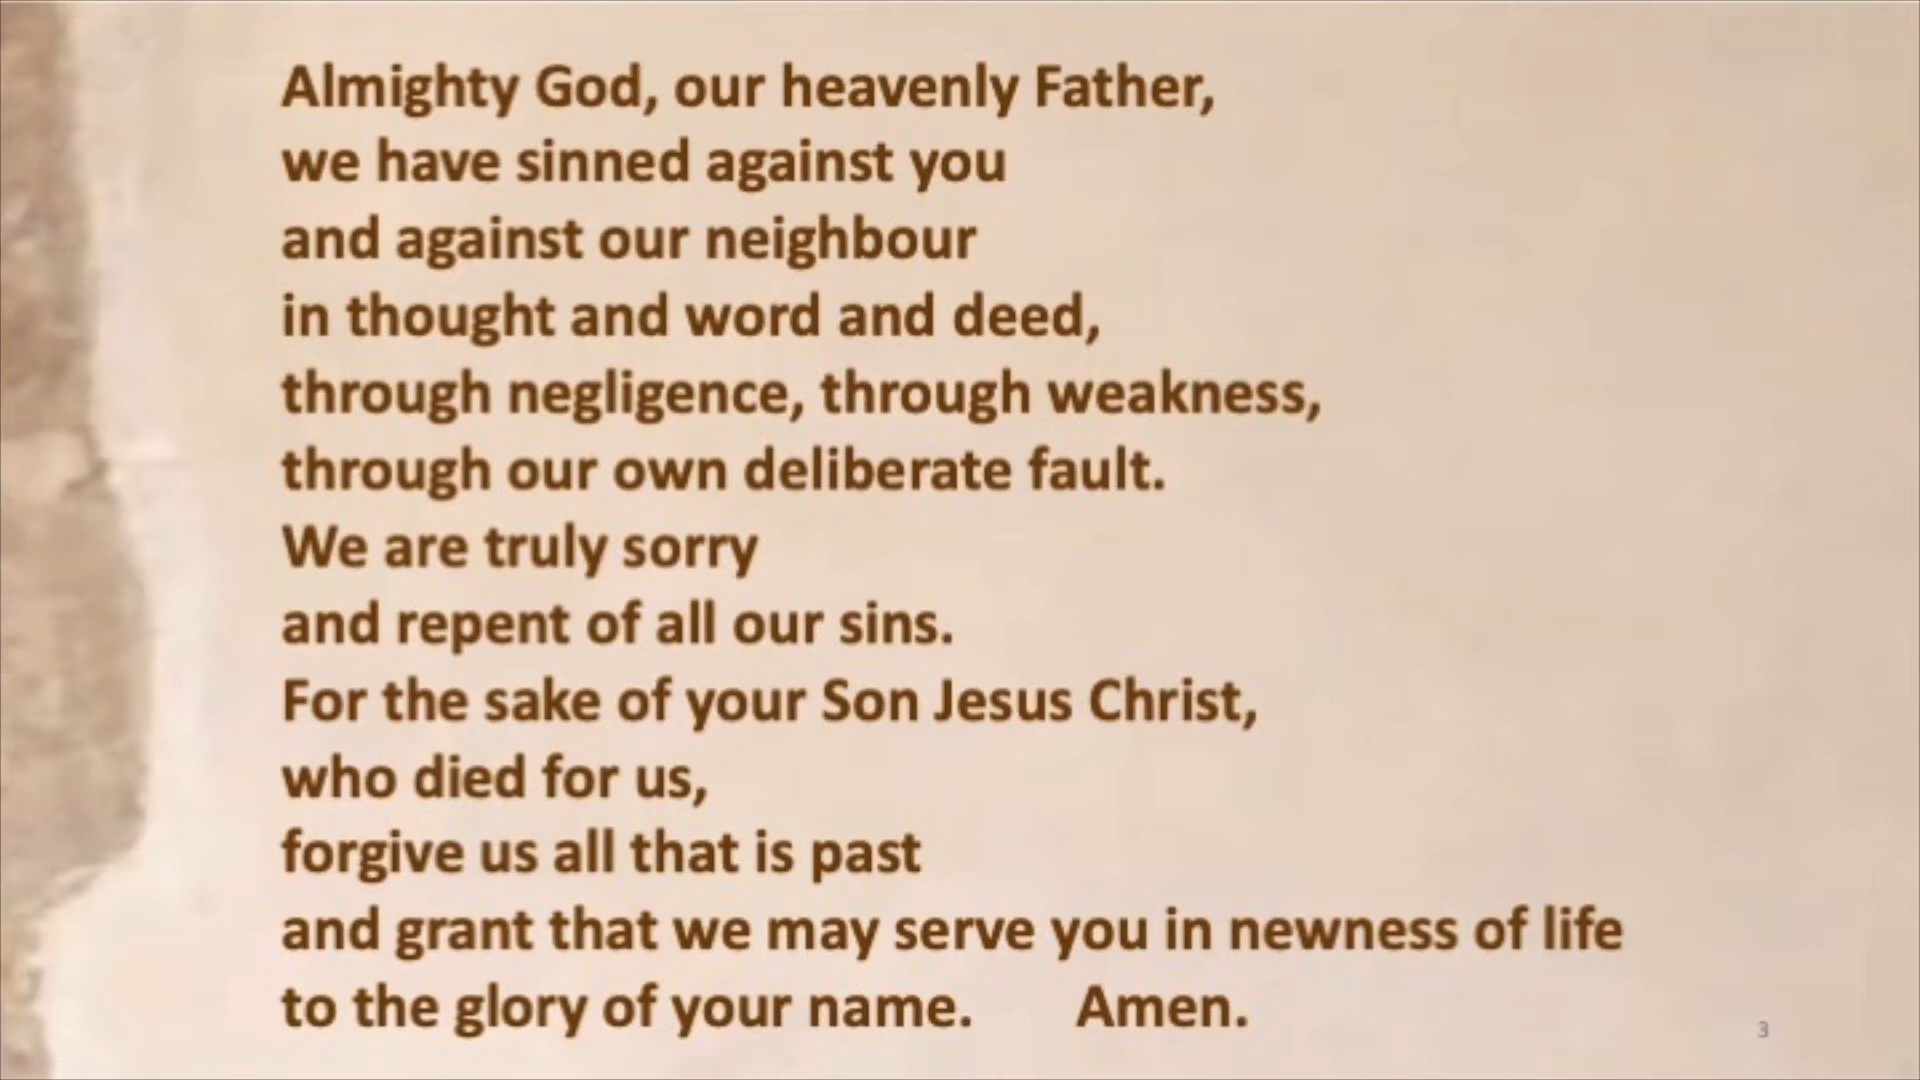 Almighty God, our heavenly Father,
we have sinned against you
and against our neighbour
in thought and word and deed,
through negligence, through weakness,
through our own deliberate fault.
We are truly sorry
and repent of all our sins.
For the sake of your Son Jesus Christ,
who died for us,
forgive us all that is past
and grant that we may serve you in newness of life
to the glory of your name. Amen.
3